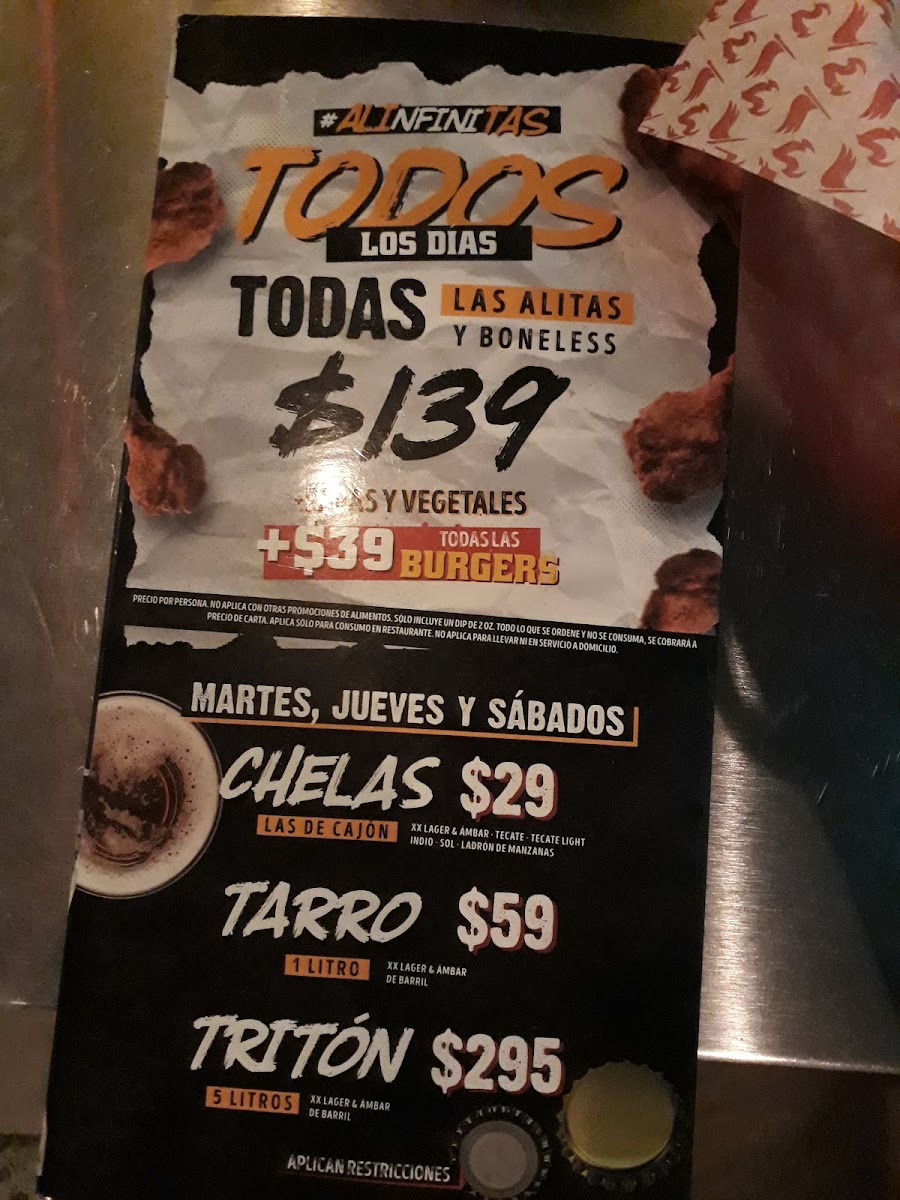 #ALINFINITAS
TODOS
LOS DÍAS
TODAS LAS ALITAS
Y BONELESS
$139
Y VEGETALES
+$39 TODAS LAS
BURGERS
PRECIO POR PERSONA. NO APLICA CON OTRAS PROMOCIONES DE ALIMENTOS. SÓLO INCLUYE UN DIP DE 2 OZ. TODO LO QUE SE ORDENE Y NO SE CONSUMA, SE COBRARÁ A
PRECIO DE CARTA. APLICA SÓLO PARA CONSUMO EN RESTAURANTE. NO APLICA PARA LLEVAR NI EN SERVICIO A DOMICILIO.
MARTES, JUEVES Y SÁBADOS
CHELAS $29
LAS DE CAJÓN
XX LAGER & ÁMBAR · TECATE · TECATE LIGHT
INDIO · SOL · LADRÓN DE MANZANAS
TARRO $59
1 LITRO
XX LAGER & ÁMBAR
DE BARRIL
TRITÓN $295
5 LITROS
XX LAGER & ÁMBAR
DE BARRIL
APLICAN RESTRICCIONES